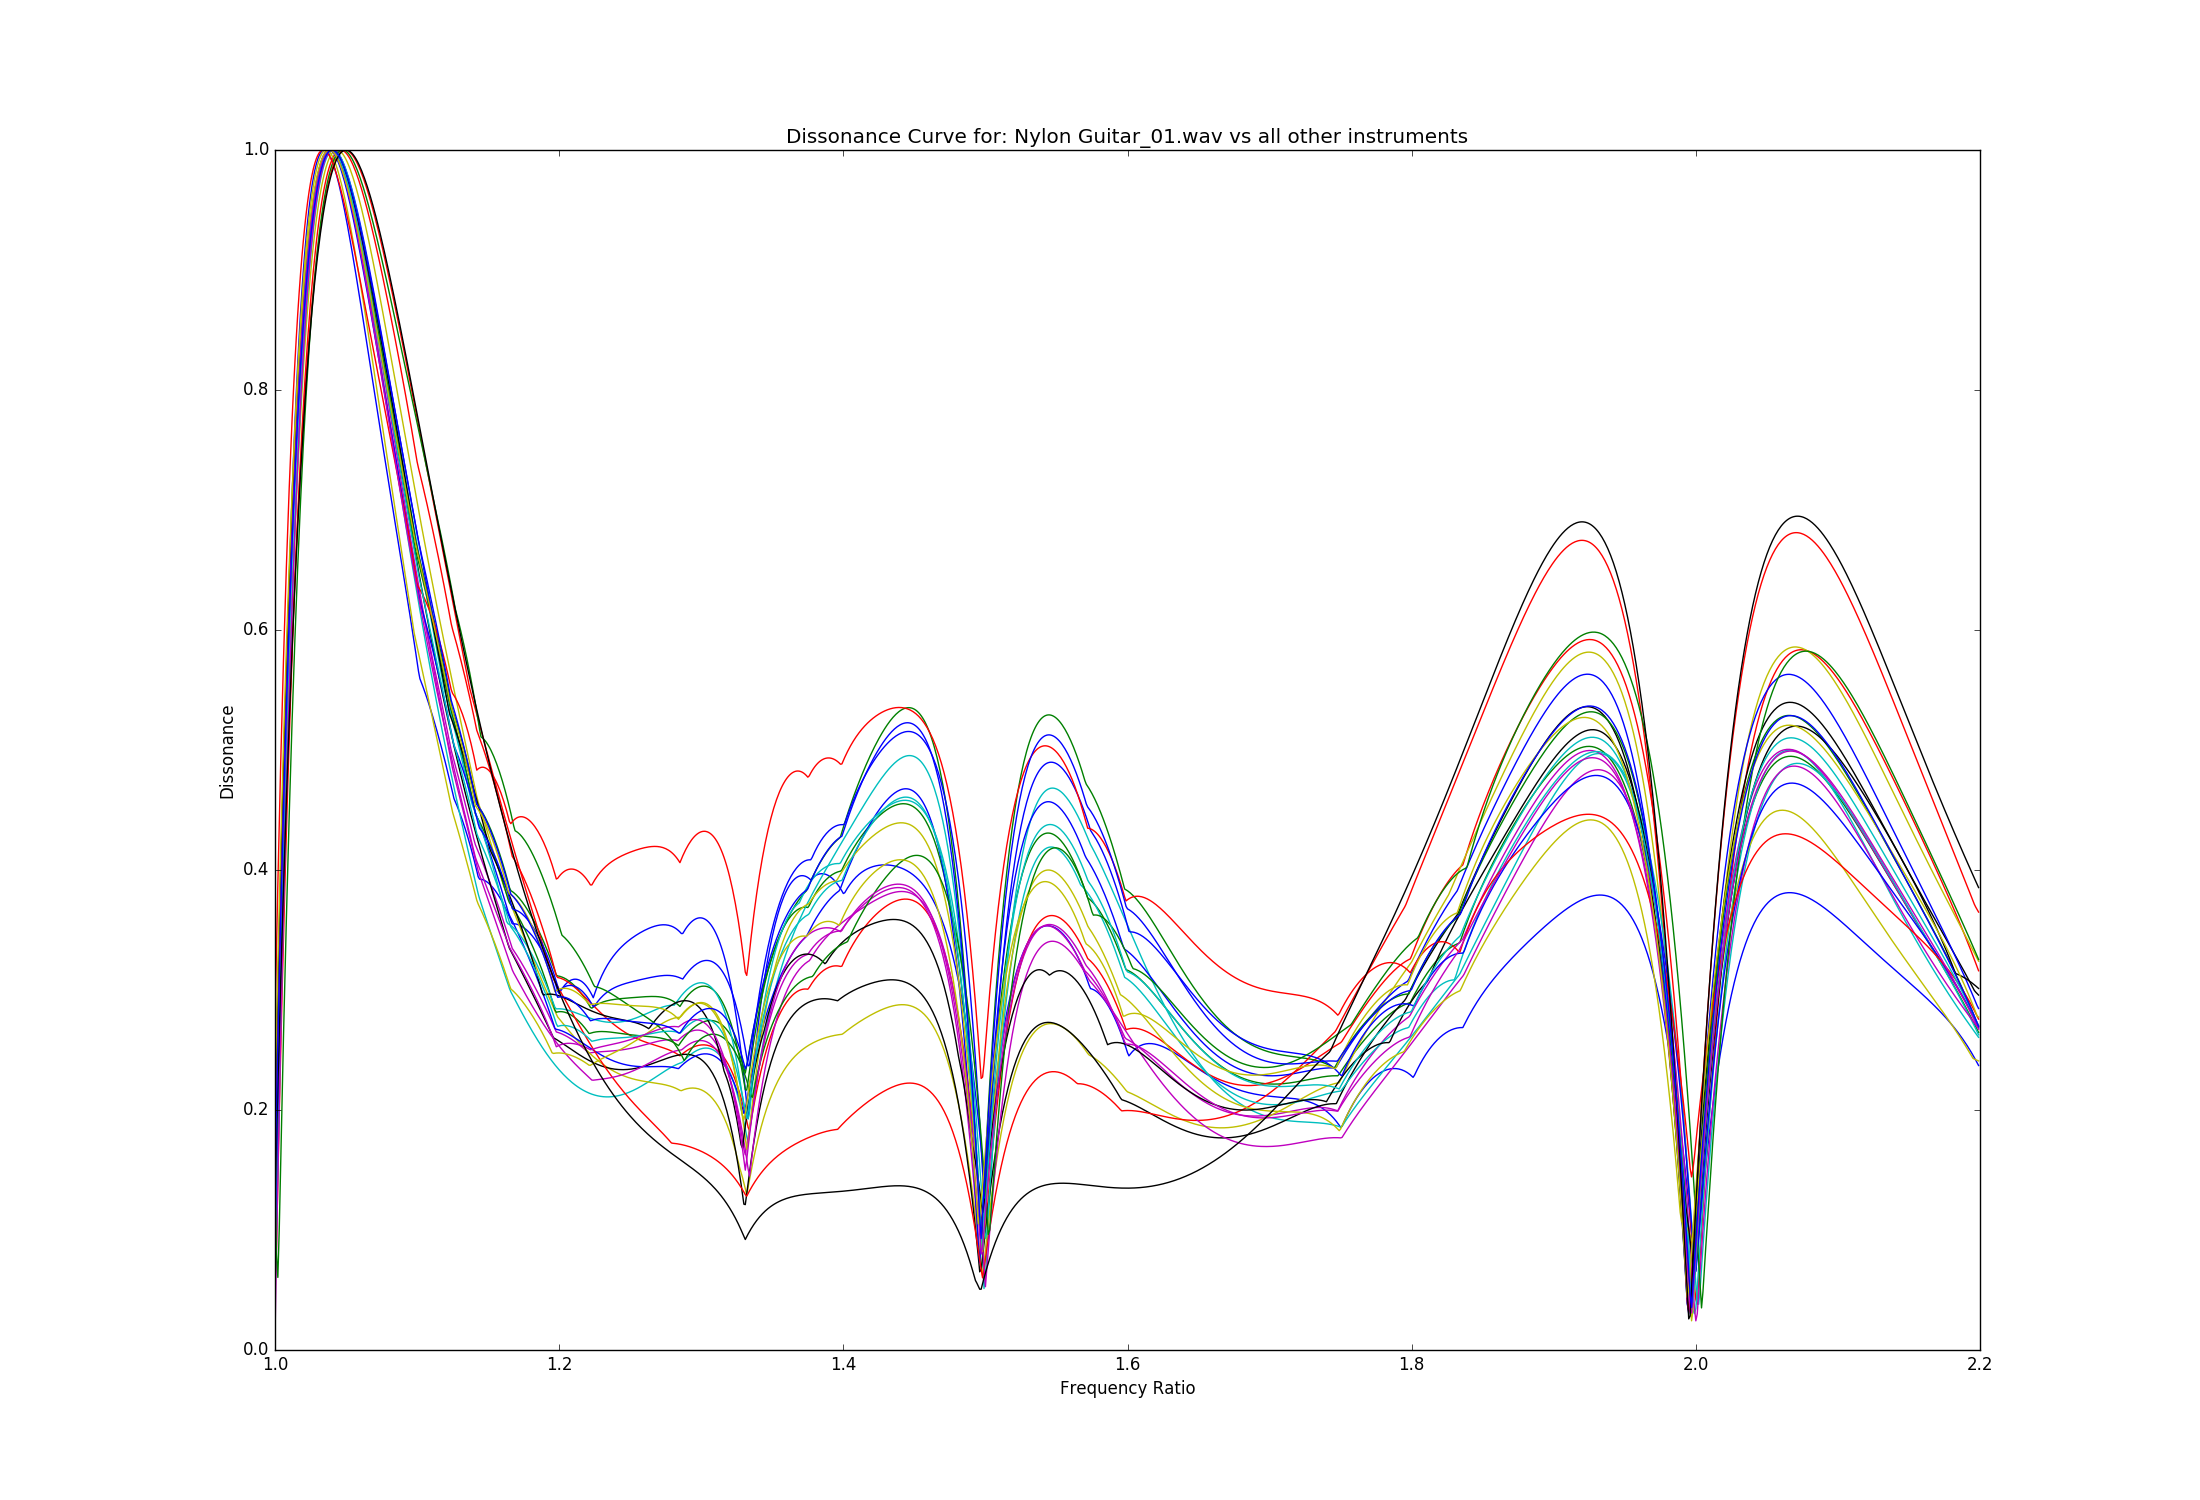 Dissonance Curve for: Nylon Guitar_01.wav vs all other instruments
1.0
0.8
0.6
0.4
0.2
0.0
Dissonance
1.0 1.2 1.4 1.6 1.8 2.0 2.2
Frequency Ratio